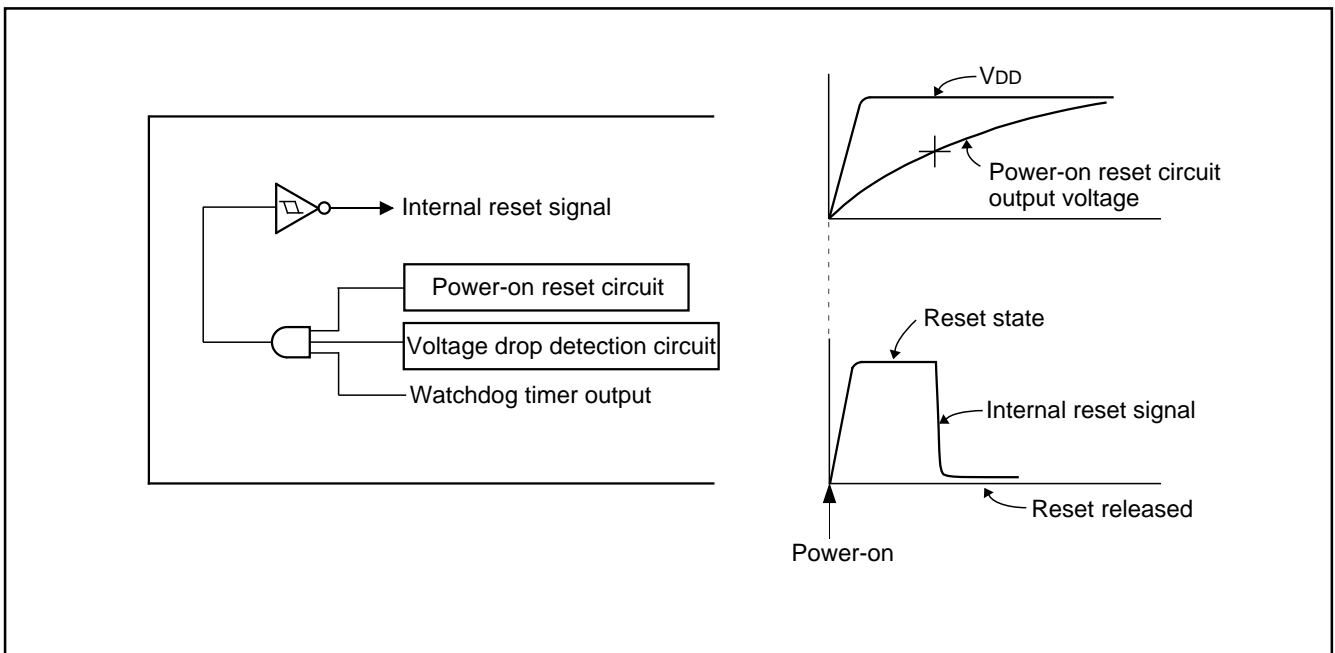 Internal reset signal
Power-on reset circuit
Voltage drop detection circuit
Watchdog timer output
VDD
Power-on reset circuit
output voltage
Reset state
Internal reset signal
Reset released
Power-on